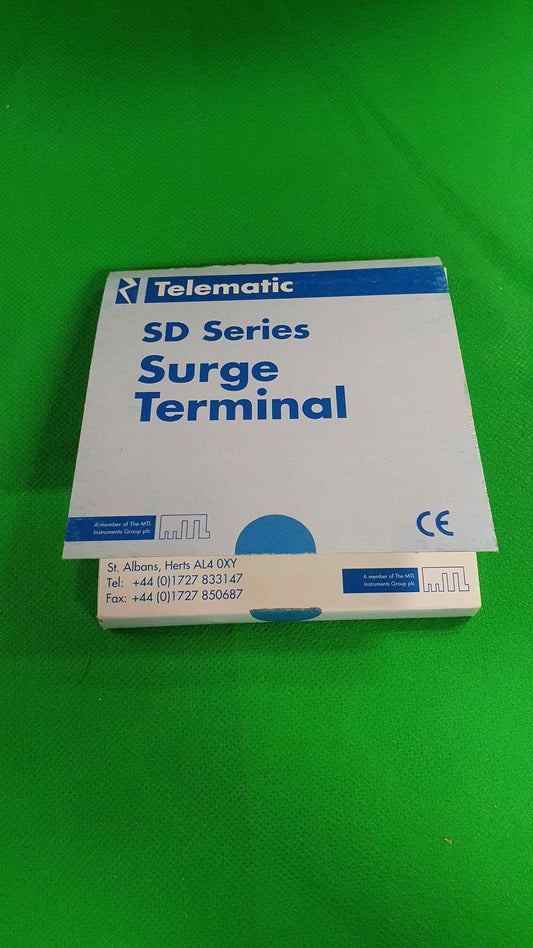 Telematic
SD Series
Surge
Terminal
A member of The MTL
Instruments Group plc
CE
St. Albans, Herts AL4 0XY
Tel: +44 (0)1727 833147
Fax: +44 (0)1727 850687
A member of The MTL
Instruments Group plc